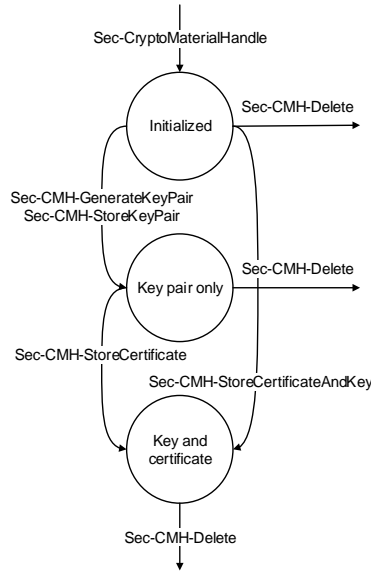 Sec-CryptoMaterialHandle
Initialized
Sec-CMH-Delete
Sec-CMH-GenerateKeyPair
Sec-CMH-StoreKeyPair
Sec-CMH-Delete
Key pair only
Sec-CMH-StoreCertificate
Sec-CMH-StoreCertificateAndKey
Key and
certificate
Sec-CMH-Delete